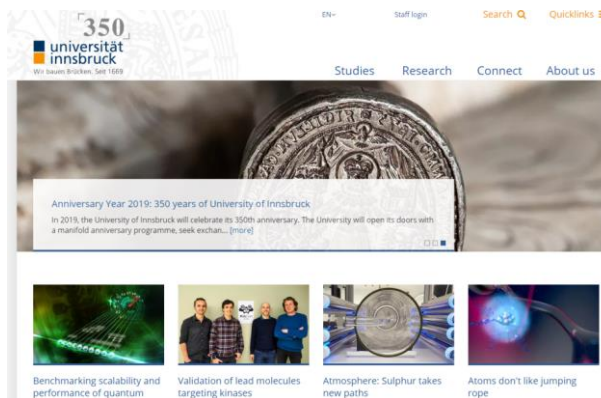 350
universität
innsbruck
Wir bauen Brücken. Seit 1669
EN
Staff login
Search
Quicklinks
Studies
Research
Connect
About us
Anniversary Year 2019: 350 years of University of Innsbruck
In 2019, the University of Innsbruck will celebrate its 350th anniversary. The University will open its doors with
a manifold anniversary programme, seek exchan... [more]
Benchmarking scalability and
performance of quantum
Validation of lead molecules
targeting kinases
Atmosphere: Sulphur takes
new paths
Atoms don't like jumping
rope